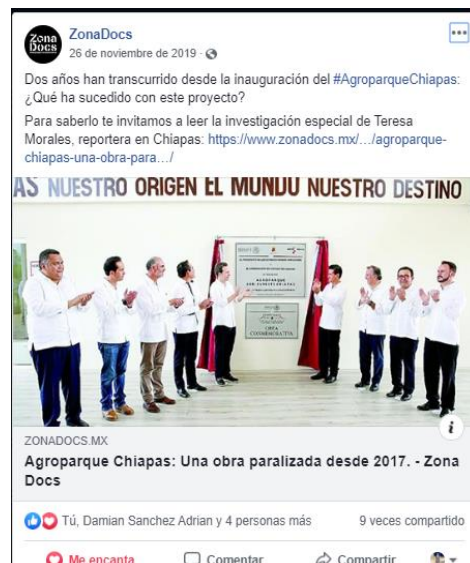 Zona
Docs
ZonaDocs
26 de noviembre de 2019 ·
Dos años han transcurrido desde la inauguración del #AgroparqueChiapas:
¿Qué ha sucedido con este proyecto?
Para saberlo te invitamos a leer la investigación especial de Teresa
Morales, reportera en Chiapas: https://www.zonadocs.mx/.../agroparque-
chiapas-una-obra-para.../
AS NUESTRO ORIGEN EL MUNDO NUESTRO DESTINO
ZONADOCS.MX
Agroparque Chiapas: Una obra paralizada desde 2017. - Zona
Docs
Tú, Damian Sanchez Adrian y 4 personas más 9 veces compartido
Me encanta Comentar Compartir